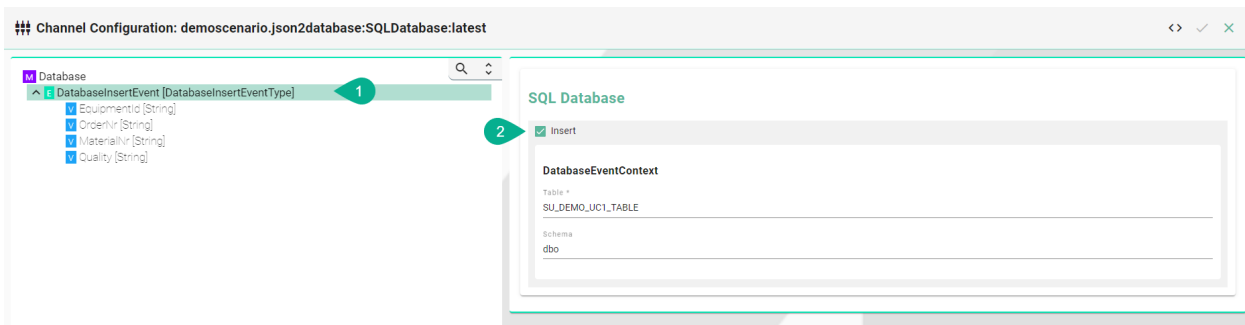 Channel Configuration: demoscenario.json2database:SQLDatabase:latest
M Database
E DatabaseInsertEvent [DatabaseInsertEventType]
1
V EquipmentId [String]
V OrderNr [String]
V MaterialNr [String]
V Quality [String]
SQL Database
2
Insert
DatabaseEventContext
Table *
SU_DEMO_UC1_TABLE
Schema
dbo